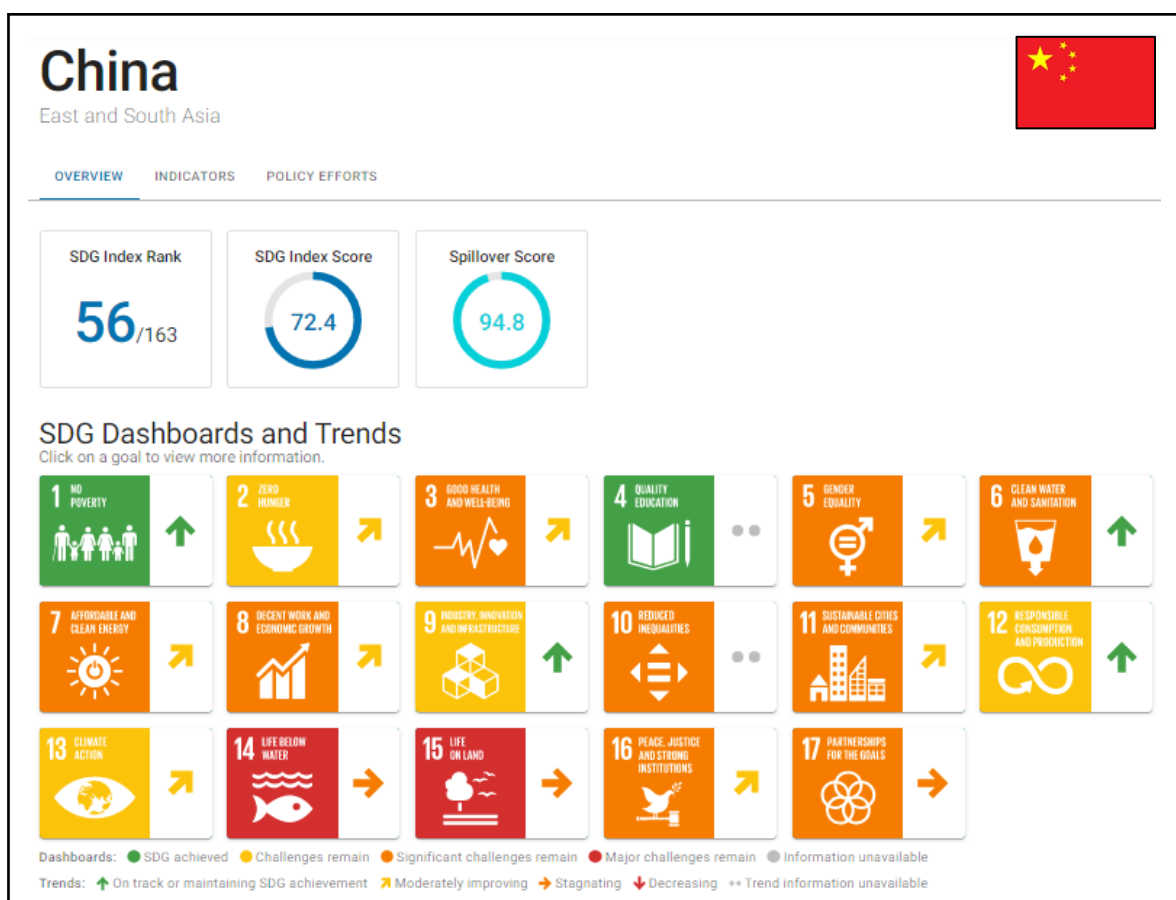 China
East and South Asia
OVERVIEW INDICATORS POLICY EFFORTS
SDG Index Rank
56/163
SDG Index Score
72.4
Spillover Score
94.8
SDG Dashboards and Trends
Click on a goal to view more information.
1 NO
POVERTY
2 ZERO
HUNGER
3 GOOD HEALTH
AND WELL-BEING
4 QUALITY
EDUCATION
5 GENDER
EQUALITY
6 CLEAN WATER
AND SANITATION
7 AFFORDABLE AND
CLEAN ENERGY
8 DECENT WORK AND
ECONOMIC GROWTH
9 INDUSTRY, INNOVATION
AND INFRASTRUCTURE
10 REDUCED
INEQUALITIES
11 SUSTAINABLE CITIES
AND COMMUNITIES
12 RESPONSIBLE
CONSUMPTION
AND PRODUCTION
13 CLIMATE
ACTION
14 LIFE BELOW
WATER
15 LIFE
ON LAND
16 PEACE, JUSTICE
AND STRONG
INSTITUTIONS
17 PARTNERSHIPS
FOR THE GOALS
Dashboards: SDG achieved Challenges remain Significant challenges remain Major challenges remain Information unavailable
Trends: On track or maintaining SDG achievement Moderately improving Stagnating Decreasing Trend information unavailable